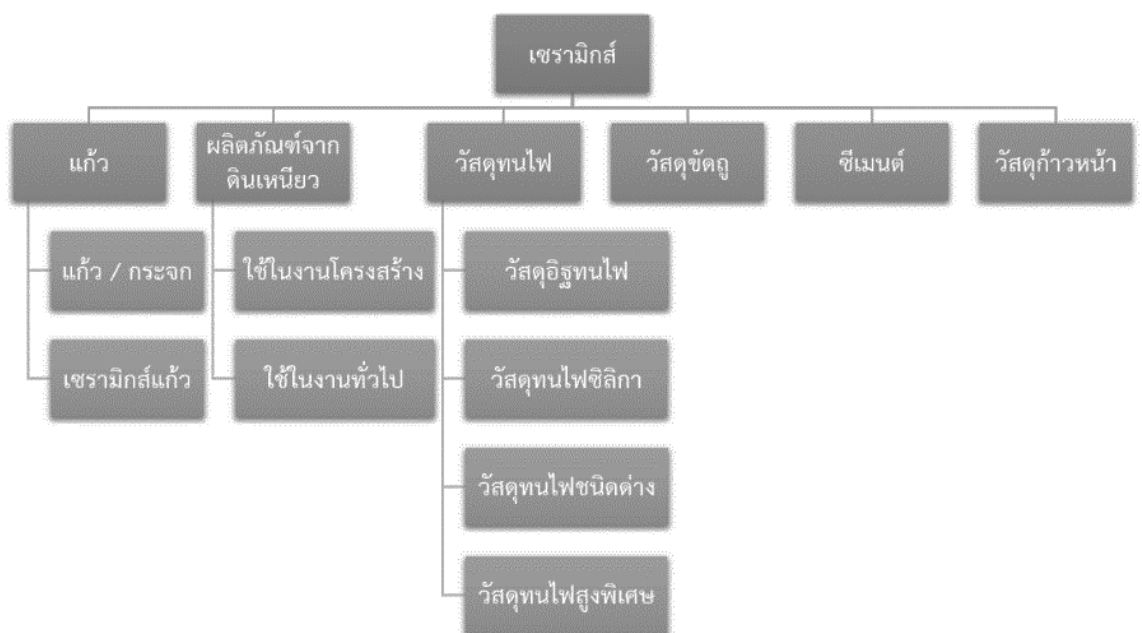 เซรามิกส์
แก้ว
ผลิตภัณฑ์จาก
ดินเหนียว
วัสดุทนไฟ
วัสดุขัดถู
ซีเมนต์
วัสดุก้าวหน้า
แก้ว / กระจก
เซรามิกส์แก้ว
ใช้ในงานโครงสร้าง
ใช้ในงานทั่วไป
วัสดุอิฐทนไฟ
วัสดุทนไฟซิลิกา
วัสดุทนไฟชนิดด่าง
วัสดุทนไฟสูงพิเศษ